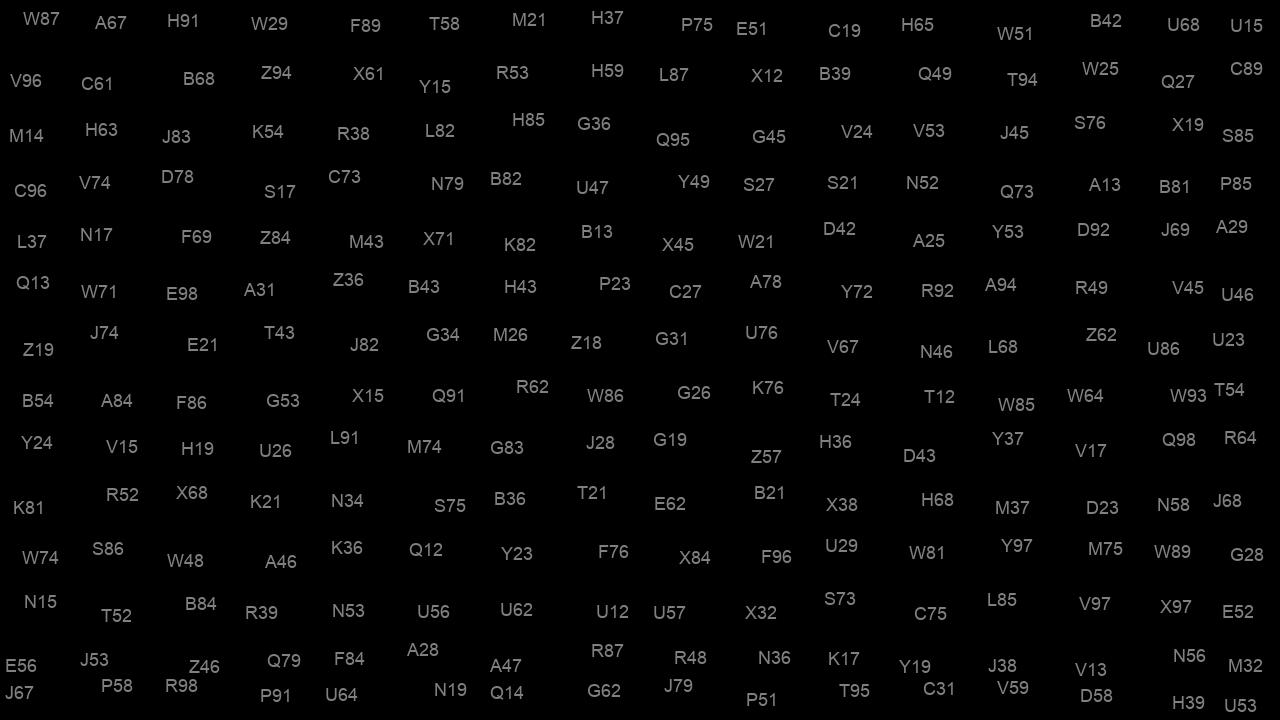 W87 A67 H91 W29 F89 T58 M21 H37 P75 E51 C19 H65 W51 B42 U68 U15
V96 C61 B68 Z94 X61 Y15 R53 H59 L87 X12 B39 Q49 T94 W25 Q27 C89
M14 H63 J83 K54 R38 L82 H85 G36 Q95 G45 V24 V53 J45 S76 X19 S85
C96 V74 D78 S17 C73 N79 B82 U47 Y49 S27 S21 N52 Q73 A13 B81 P85
L37 N17 F69 Z84 M43 X71 K82 B13 X45 W21 D42 A25 Y53 D92 J69 A29
Q13 W71 E98 A31 Z36 B43 H43 P23 C27 A78 Y72 R92 A94 R49 V45 U46
Z19 J74 E21 T43 J82 G34 M26 Z18 G31 U76 V67 N46 L68 Z62 U86 U23
B54 A84 F86 G53 X15 Q91 R62 W86 G26 K76 T24 T12 W85 W64 W93 T54
Y24 V15 H19 U26 L91 M74 G83 J28 G19 Z57 H36 D43 Y37 V17 Q98 R64
K81 R52 X68 K21 N34 S75 B36 T21 E62 B21 X38 H68 M37 D23 N58 J68
W74 S86 W48 A46 K36 Q12 Y23 F76 X84 F96 U29 W81 Y97 M75 W89 G28
N15 T52 B84 R39 N53 U56 U62 U12 U57 X32 S73 C75 L85 V97 X97 E52
E56 J53 Z46 Q79 F84 A28 A47 R87 R48 N36 K17 Y19 J38 V13 N56 M32
J67 P58 R98 P91 U64 N19 Q14 G62 J79 P51 T95 C31 V59 D58 H39 U53